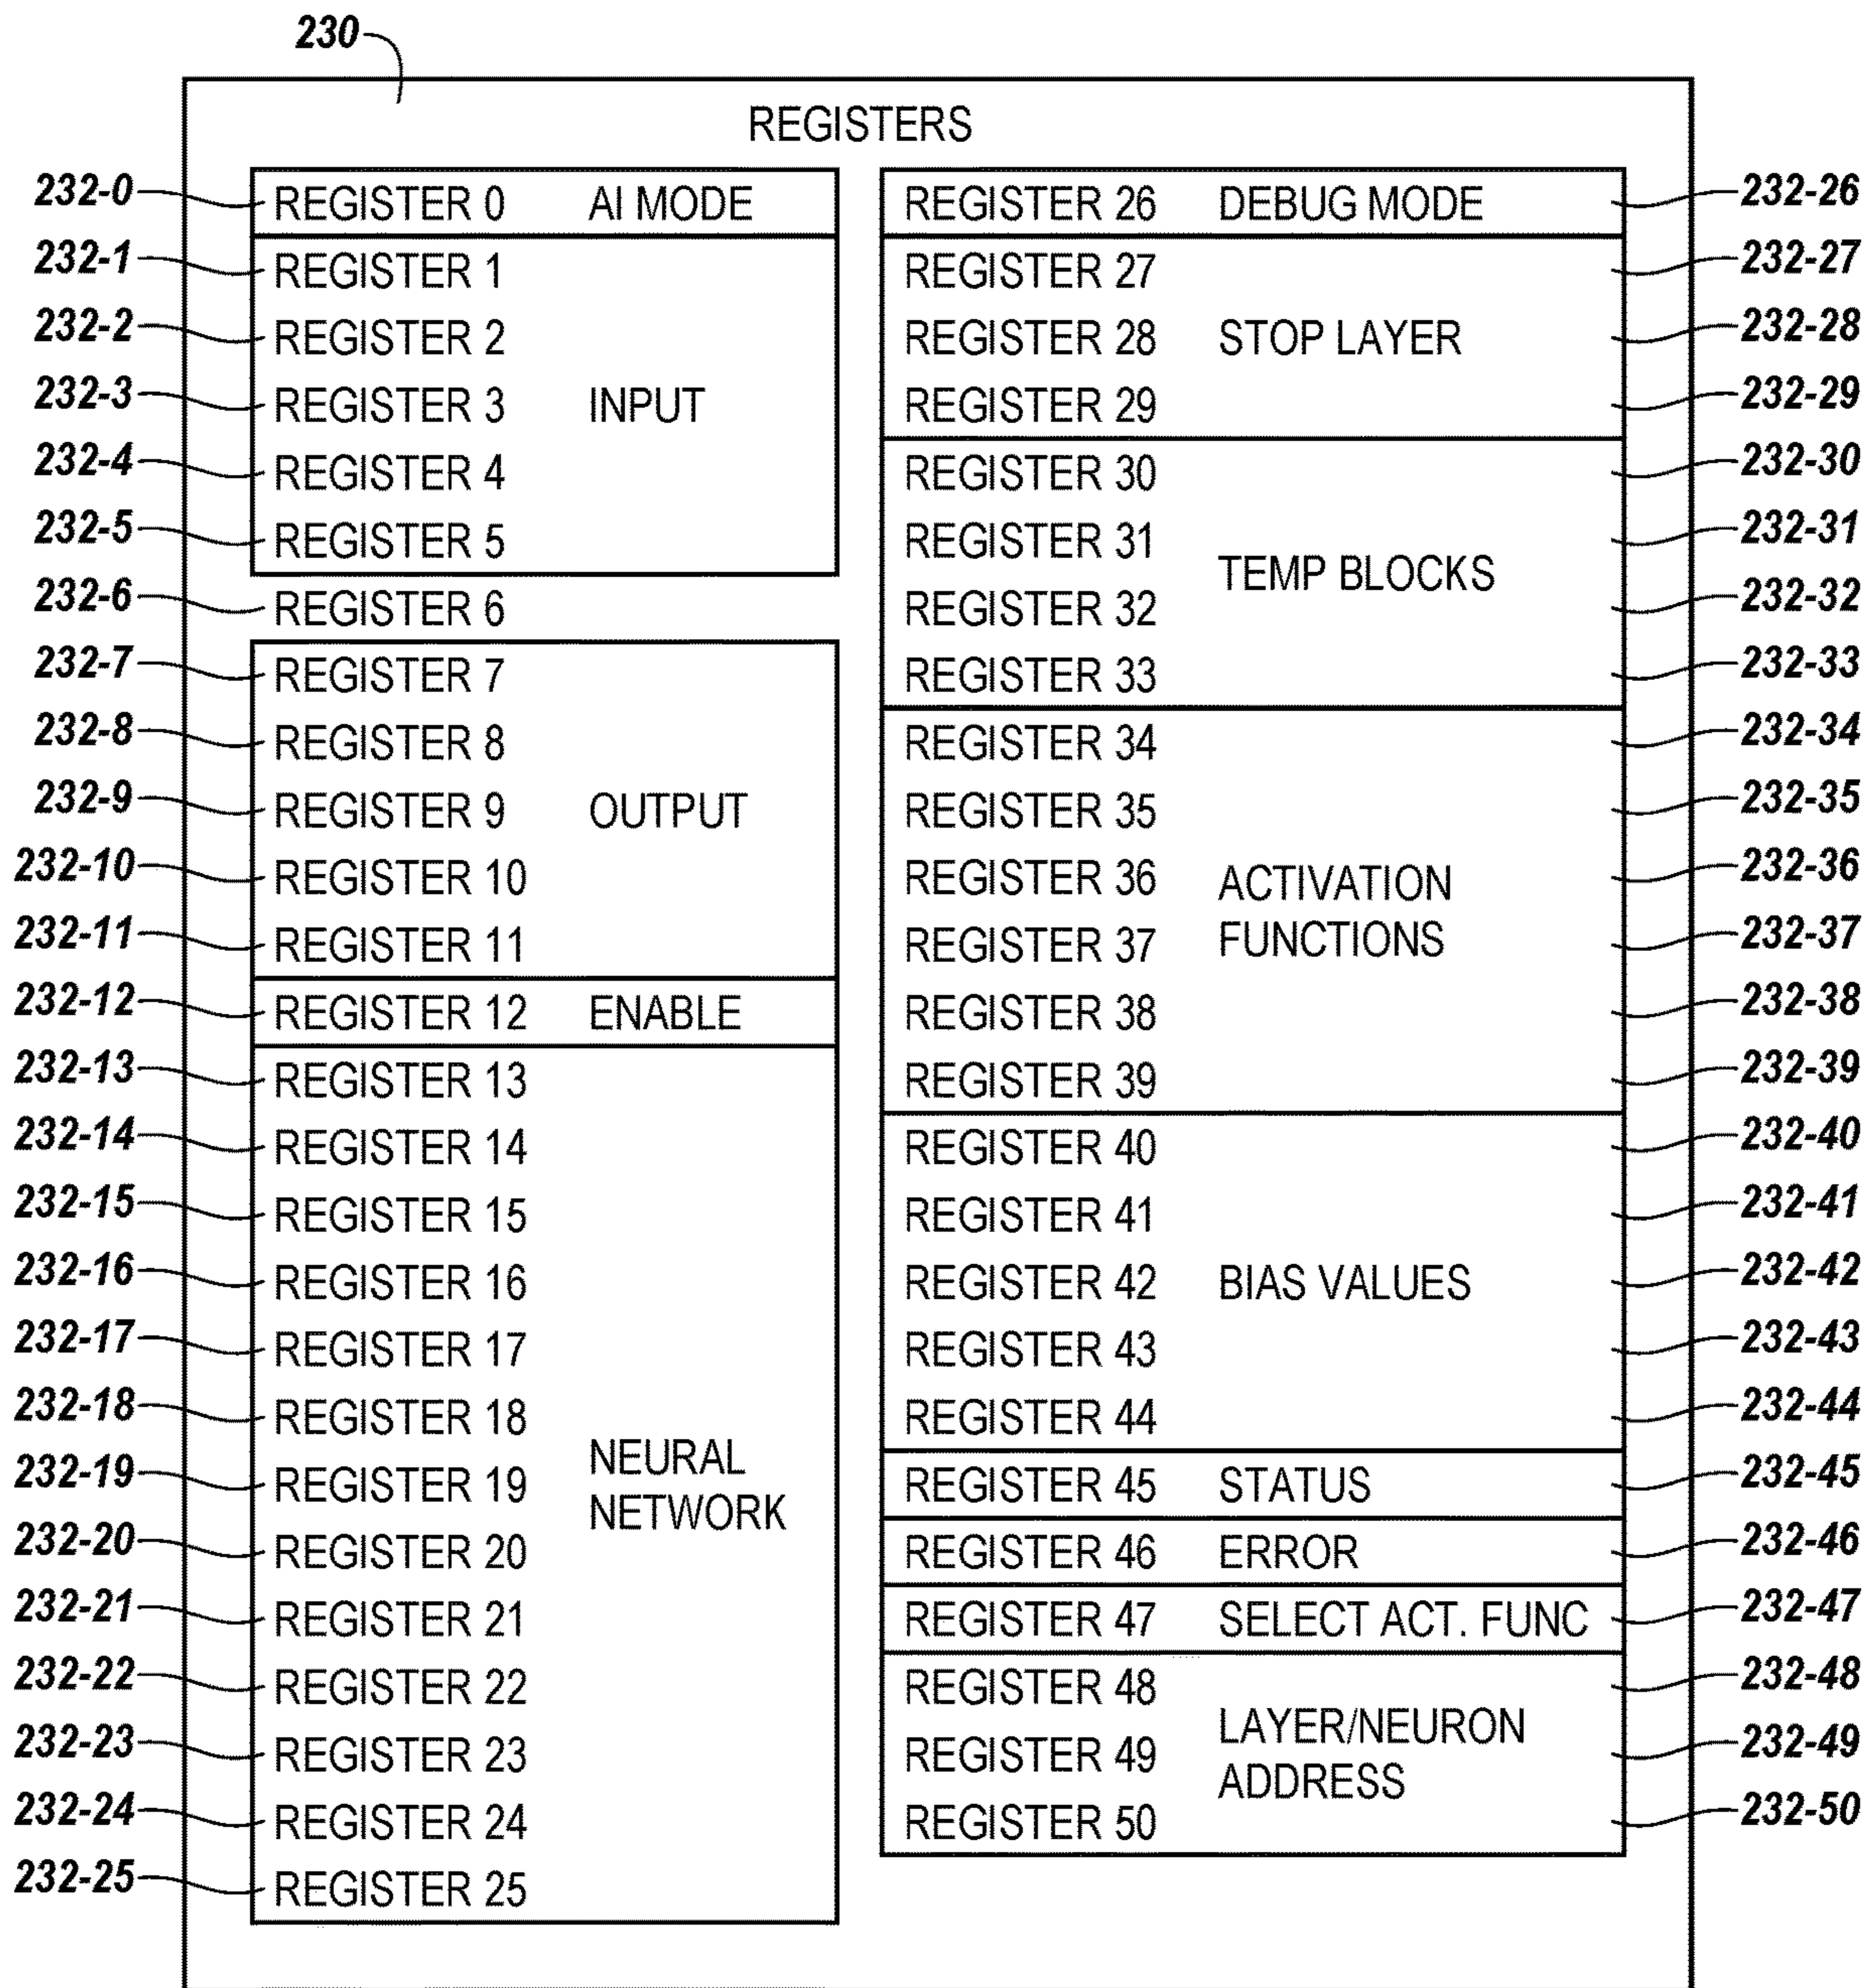 230
REGISTERS
232-0 REGISTER 0 AI MODE
232-1 REGISTER 1
232-2 REGISTER 2
232-3 REGISTER 3 INPUT
232-4 REGISTER 4
232-5 REGISTER 5
232-6 REGISTER 6
232-7 REGISTER 7
232-8 REGISTER 8
232-9 REGISTER 9 OUTPUT
232-10 REGISTER 10
232-11 REGISTER 11
232-12 REGISTER 12 ENABLE
232-13 REGISTER 13
232-14 REGISTER 14
232-15 REGISTER 15
232-16 REGISTER 16
232-17 REGISTER 17
232-18 REGISTER 18
NEURAL
232-19 REGISTER 19
NETWORK
232-20 REGISTER 20
232-21 REGISTER 21
232-22 REGISTER 22
232-23 REGISTER 23
232-24 REGISTER 24
232-25 REGISTER 25
REGISTER 26 DEBUG MODE 232-26
REGISTER 27 232-27
REGISTER 28 STOP LAYER 232-28
REGISTER 29 232-29
REGISTER 30 232-30
REGISTER 31 232-31
TEMP BLOCKS
REGISTER 32 232-32
REGISTER 33 232-33
REGISTER 34 232-34
REGISTER 35 232-35
REGISTER 36 ACTIVATION 232-36
REGISTER 37 FUNCTIONS 232-37
REGISTER 38 232-38
REGISTER 39 232-39
REGISTER 40 232-40
REGISTER 41 232-41
REGISTER 42 BIAS VALUES 232-42
REGISTER 43 232-43
REGISTER 44 232-44
REGISTER 45 STATUS 232-45
REGISTER 46 ERROR 232-46
REGISTER 47 SELECT ACT. FUNC 232-47
REGISTER 48 232-48
LAYER/NEURON
REGISTER 49 232-49
ADDRESS
REGISTER 50 232-50